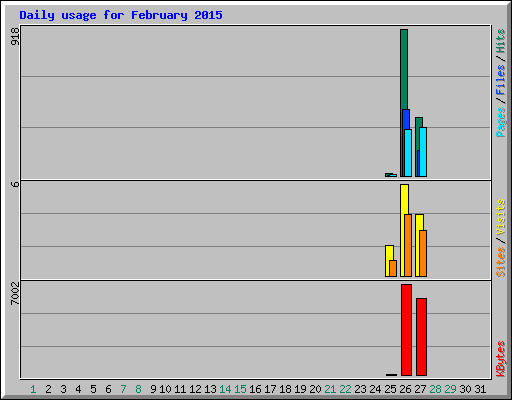 Daily usage for February 2015
918
Pages / Files / Hits
6
Sites / Visits
7002
KBytes
1 2 3 4 5 6 7 8 9 10 11 12 13 14 15 16 17 18 19 20 21 22 23 24 25 26 27 28 29 30 31